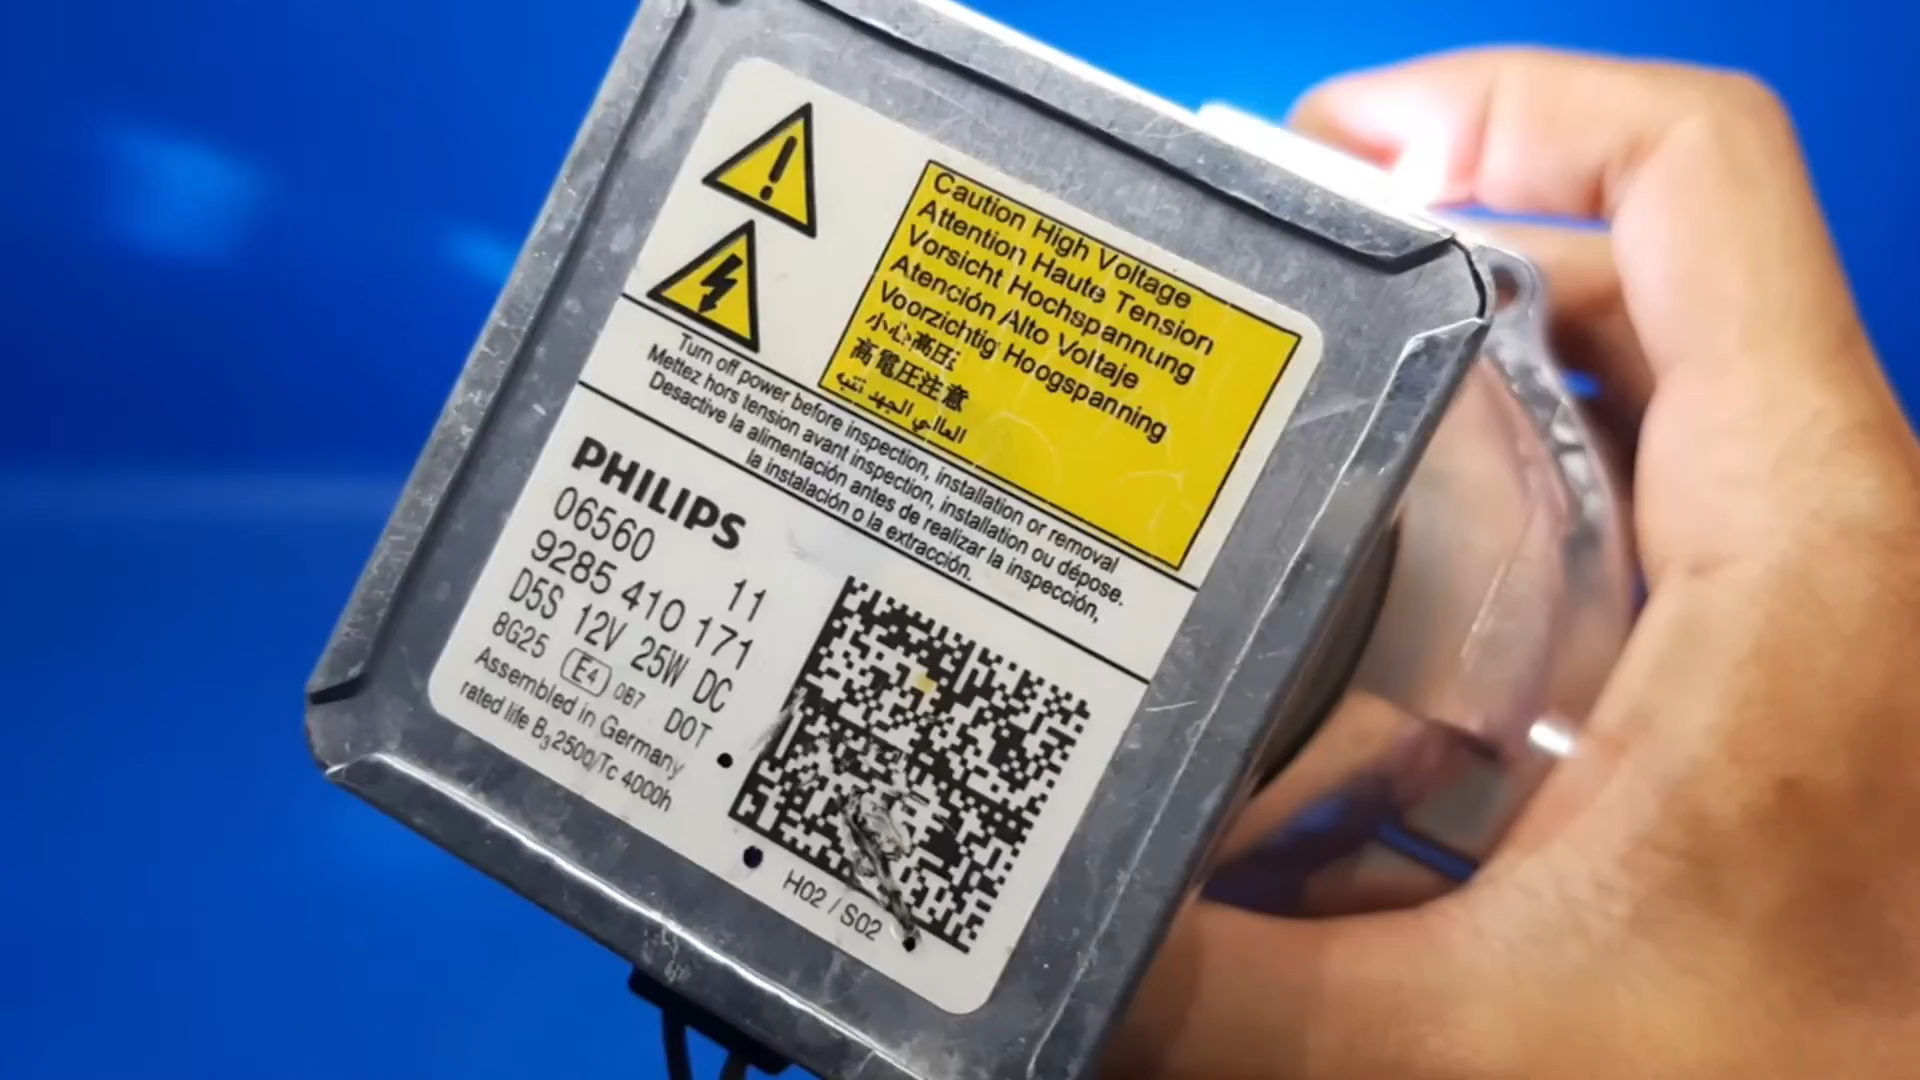 Caution High Voltage
Attention Haute Tension
Vorsicht Hochspannung
Atención Alto Voltaje
Voorzichtig Hoogspanning
小心高压
高電圧注意
العالي الجهد تنبه
Turn off power before inspection, installation or removal
Mettez hors tension avant inspection, installation ou dépose.
Desactive la alimentación antes de realizar la inspección,
la instalación o la extracción.
PHILIPS
06560 11
9285 410 171
D5S 12V 25W DC
8G25 E4 0B7 DOT
Assembled in Germany
rated life B3 2500/Tc 4000h
H02 / S02